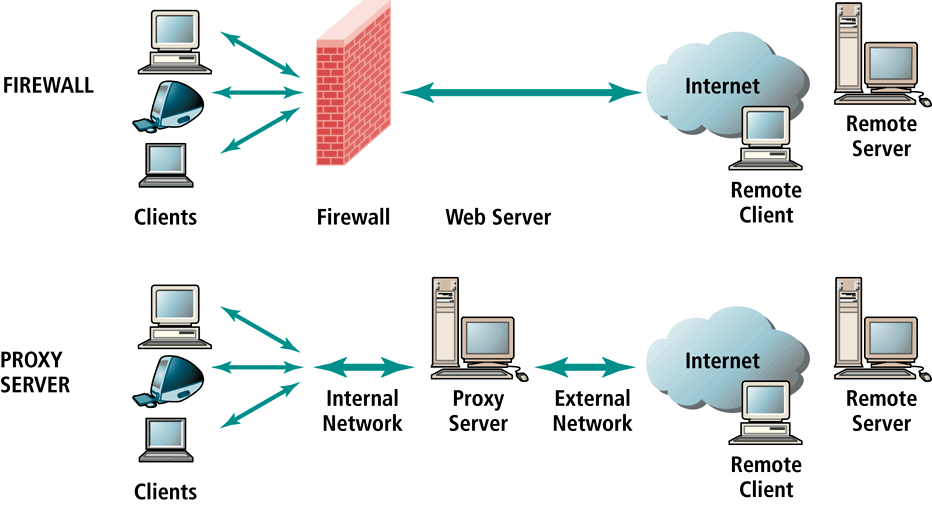 FIREWALL
Internet
Remote
Server
Remote
Client
Clients
Firewall
Web Server
PROXY
SERVER
Internet
Internal
Network
Proxy
Server
External
Network
Remote
Server
Remote
Client
Clients